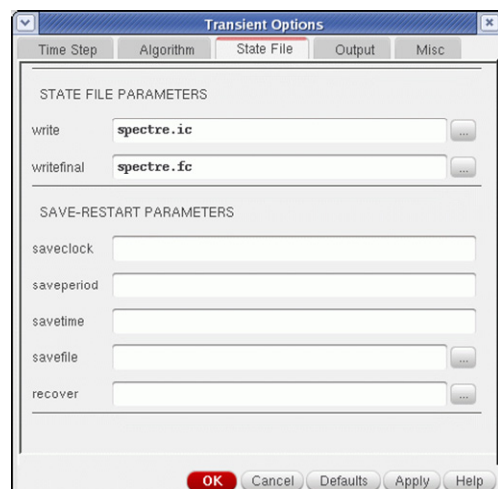 Transient Options
Time Step Algorithm State File Output Misc
STATE FILE PARAMETERS
write spectre.ic ...
writefinal spectre.fc ...
SAVE-RESTART PARAMETERS
saveclock
saveperiod
savetime
savefile ...
recover ...
OK Cancel Defaults Apply Help